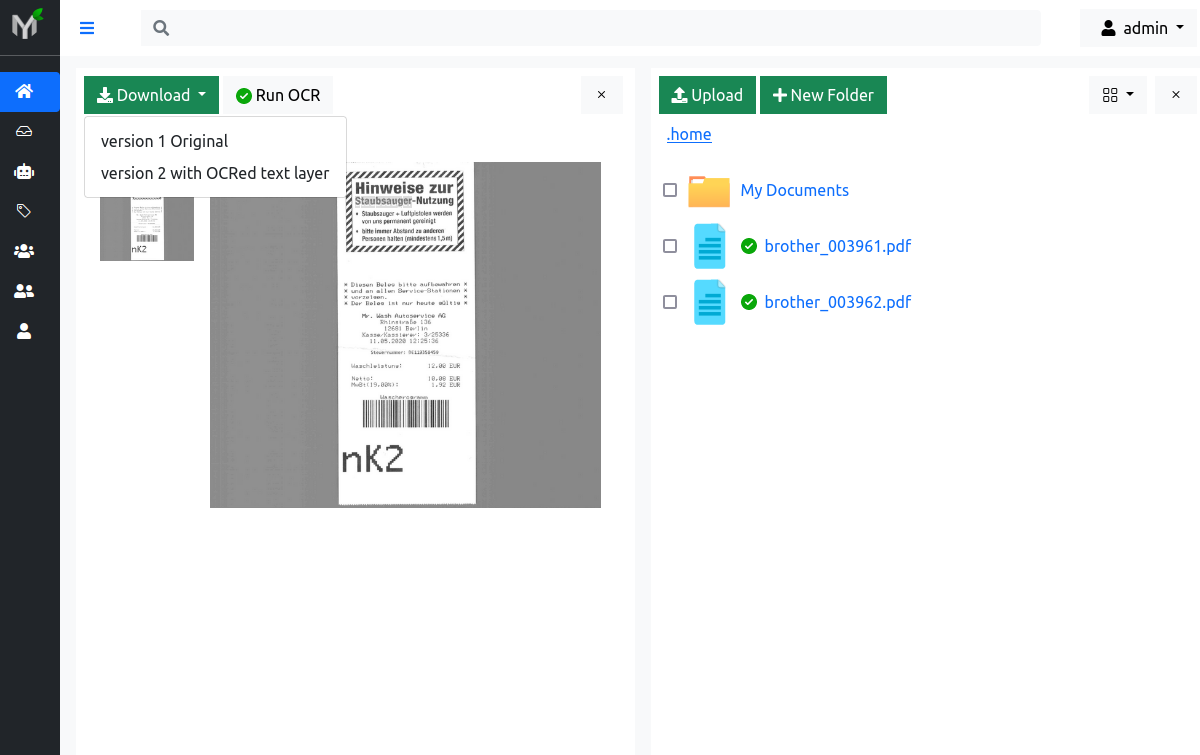 admin
Download
Run OCR
×
version 1 Original
version 2 with OCRed text layer
nK2
Hinweise zur
Staubsauger-Nutzung
• Staubsauger + Luftpistolen werden
von uns permanent gereinigt
• bitte immer Abstand zu anderen
Personen halten (mindestens 1,5m)
* Diesen Beleg bitte aufbewahren *
* und an allen Service-Stationen *
* vorzeigen. *
* Der Beleg ist nur heute gültig *
Mr. Wash Autoservice AG
Rhinstraße 136
12681 Berlin
Kasse/Kassierer: 3/25336
11.05.2020 12:25:36
Steuernummer:
Waschleistung: 12,00 EUR
Netto: 10,08 EUR
MwSt(19,00%): 1,92 EUR
Waschprogramm
nK2
Upload
New Folder
×
.home
My Documents
brother_003961.pdf
brother_003962.pdf